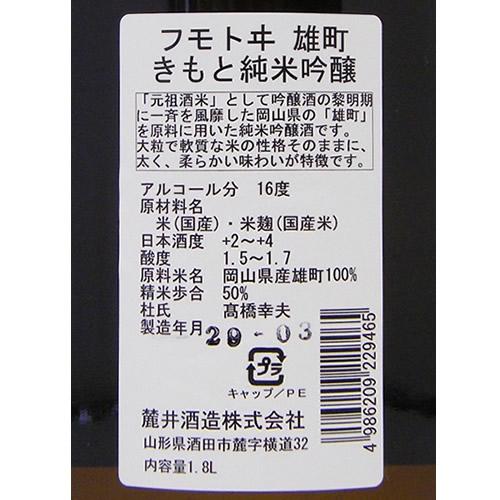 フモトヰ 雄町
きもと純米吟醸
「元祖酒米」として吟醸酒の黎明期
に一斉を風靡した岡山県の「雄町」
を原料に用いた純米吟醸酒です。
大粒で軟質な米の性格そのままに、
太く、柔らかい味わいが特徴です。
アルコール分 16度
原材料名
米(国産)・米麹(国産米)
日本酒度 +2～+4
酸度 1.5～1.7
原料米名 岡山県産雄町100%
精米歩合 50%
杜氏 髙橋幸夫
製造年月 29-03
プラ
キャップ/PE
麓井酒造株式会社
山形県酒田市麓字横道32
内容量1.8L
4 986209 229465